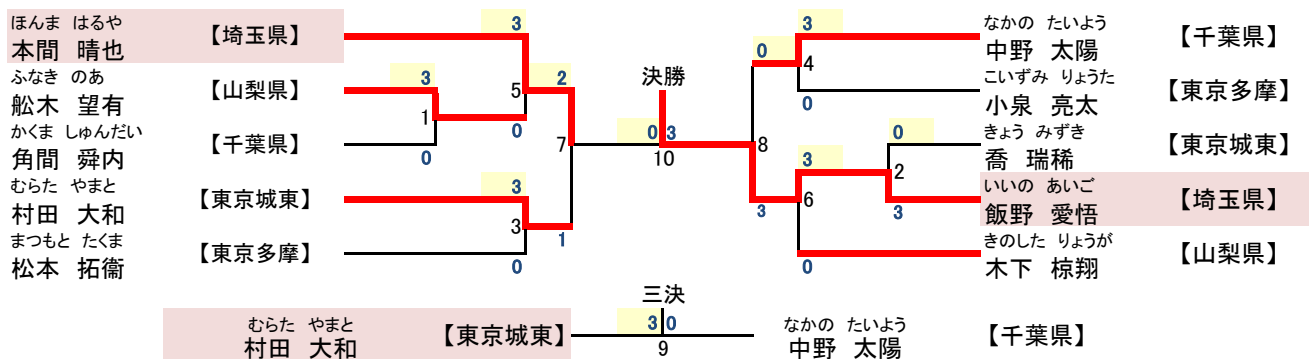 ほんま はるや
本間 晴也
【埼玉県】
ふなき のあ
舩木 望有
【山梨県】
かくま しゅんだい
角間 舜内
【千葉県】
むらた やまと
村田 大和
【東京城東】
まつもと たくま
松本 拓衞
【東京多摩】
3
3
1
0
5
0
2
3
3
0
1
7
決勝
0 3
10
8
0
3
3
4
0
3
6
0
0
2
3
なかの たいよう
中野 太陽
【千葉県】
こいずみ りょうた
小泉 亮太
【東京多摩】
きょう みずき
喬 瑞稀
【東京城東】
いいの あいご
飯野 愛悟
【埼玉県】
きのした りょうが
木下 椋翔
【山梨県】
三決
むらた やまと
村田 大和
【東京城東】
3 0
9
なかの たいよう
中野 太陽
【千葉県】